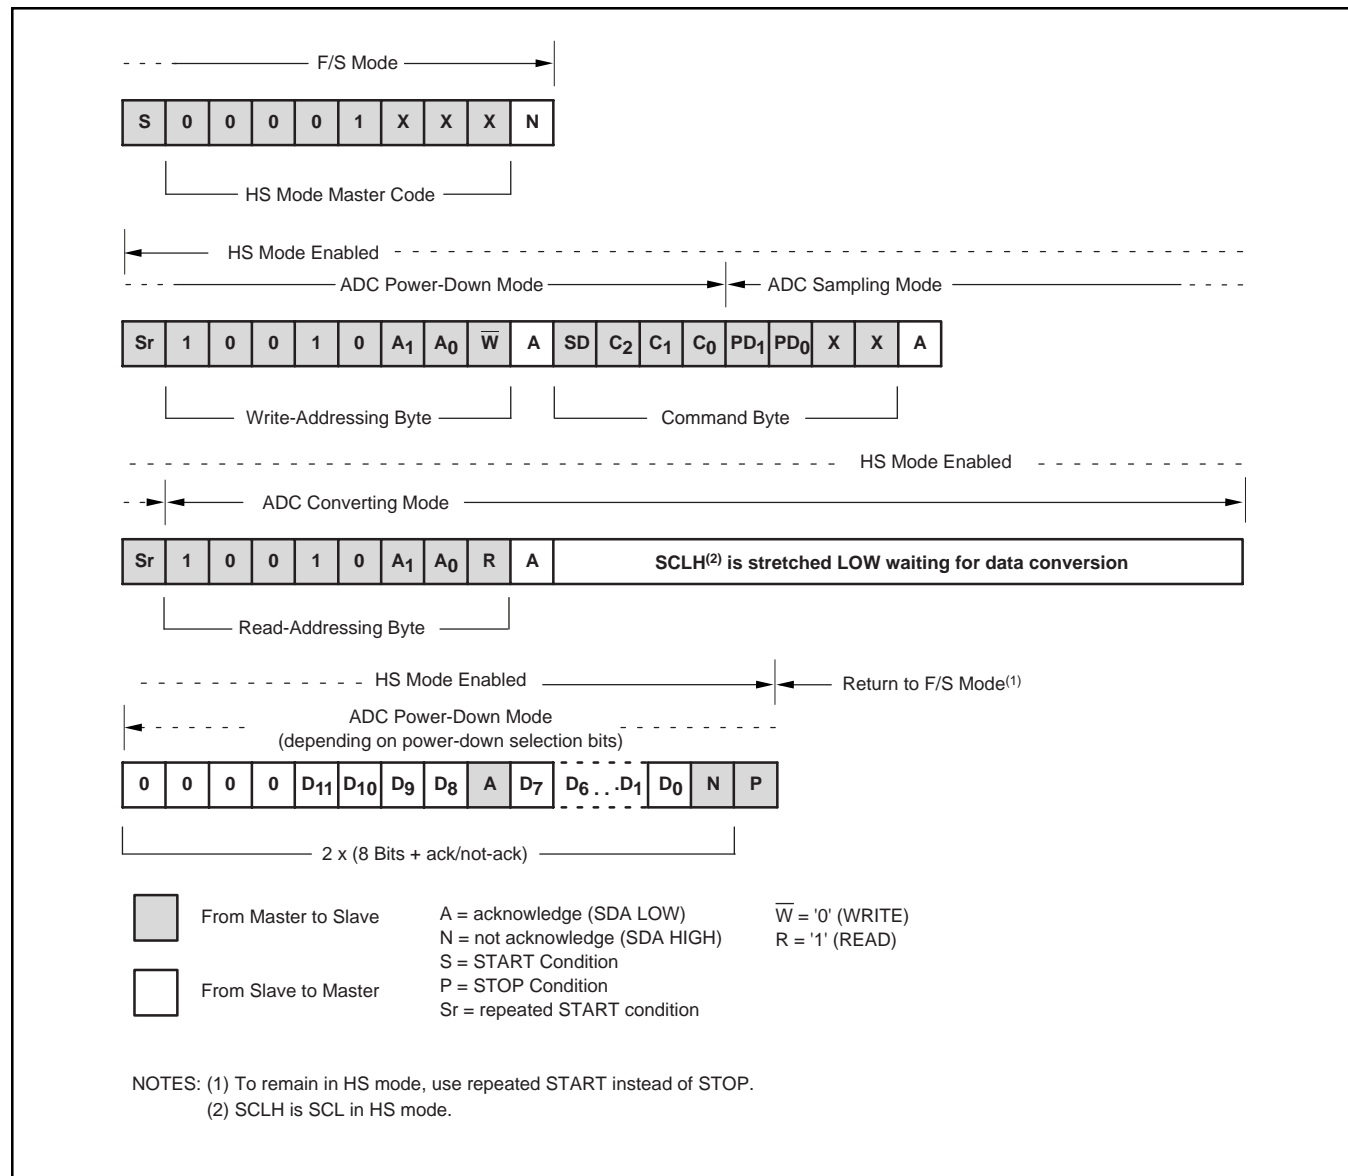 F/S Mode
S 0 0 0 0 1 X X X N
HS Mode Master Code
HS Mode Enabled
ADC Power-Down Mode ADC Sampling Mode
Sr 1 0 0 1 0 A1 A0 W̅ A SD C2 C1 C0 PD1 PD0 X X A
Write-Addressing Byte Command Byte
HS Mode Enabled
ADC Converting Mode
Sr 1 0 0 1 0 A1 A0 R A SCLH(2) is stretched LOW waiting for data conversion
Read-Addressing Byte
HS Mode Enabled Return to F/S Mode(1)
ADC Power-Down Mode
(depending on power-down selection bits)
0 0 0 0 D11 D10 D9 D8 A D7 D6 . . .D1 D0 N P
2 x (8 Bits + ack/not-ack)
From Master to Slave
From Slave to Master
A = acknowledge (SDA LOW)
N = not acknowledge (SDA HIGH)
S = START Condition
P = STOP Condition
Sr = repeated START condition
W̅ = '0' (WRITE)
R = '1' (READ)
NOTES: (1) To remain in HS mode, use repeated START instead of STOP.
(2) SCLH is SCL in HS mode.